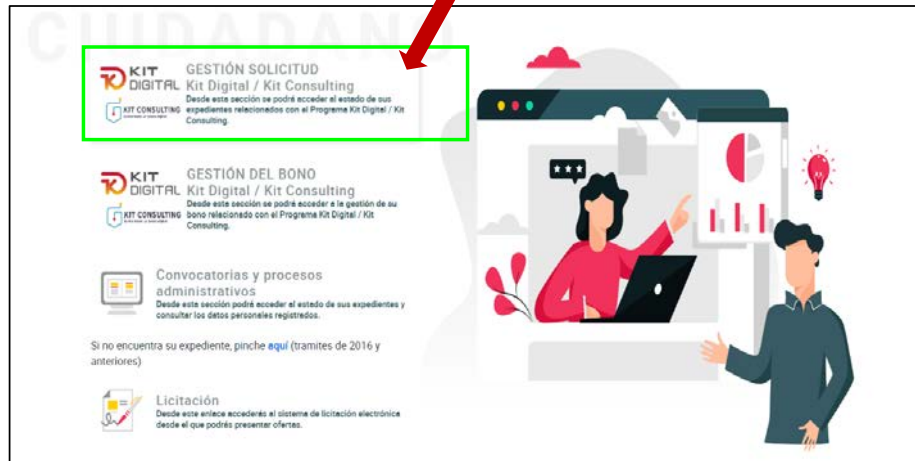 CIUDADANO
KIT DIGITAL
GESTIÓN SOLICITUD
Kit Digital / Kit Consulting
KIT CONSULTING
Desde esta sección se podrá acceder al estado de sus
expedientes relacionados con el Programa Kit Digital / Kit
Consulting.
KIT DIGITAL
GESTIÓN DEL BONO
Kit Digital / Kit Consulting
KIT CONSULTING
Desde esta sección se podrá acceder a la gestión de su
bono relacionado con el Programa Kit Digital / Kit
Consulting.
Convocatorias y procesos
administrativos
Desde esta sección podrá acceder al estado de sus expedientes y
consultar los datos personales registrados.
Si no encuentra su expediente, pinche aquí (tramites de 2016 y
anteriores)
Licitación
Desde este enlace accederás al sistema de licitación electrónica
desde el que podrás presentar ofertas.